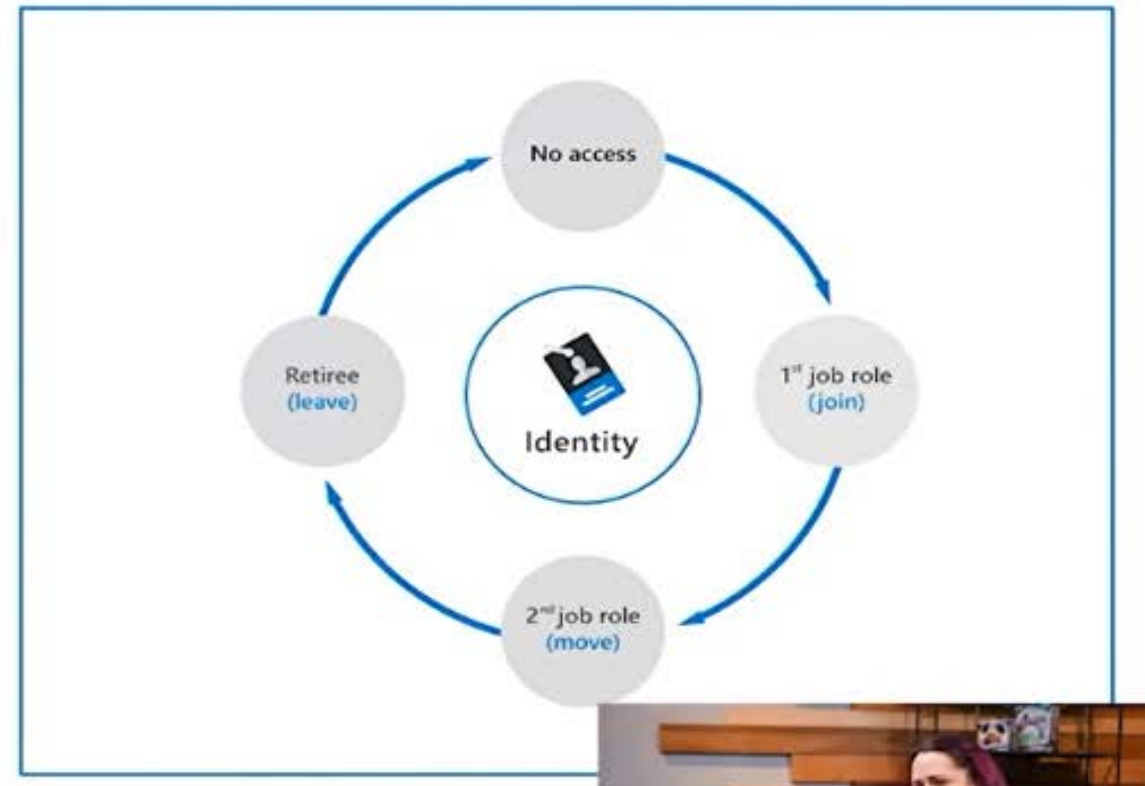 No access
1st job role
(join)
2nd job role
(move)
Retiree
(leave)
Identity